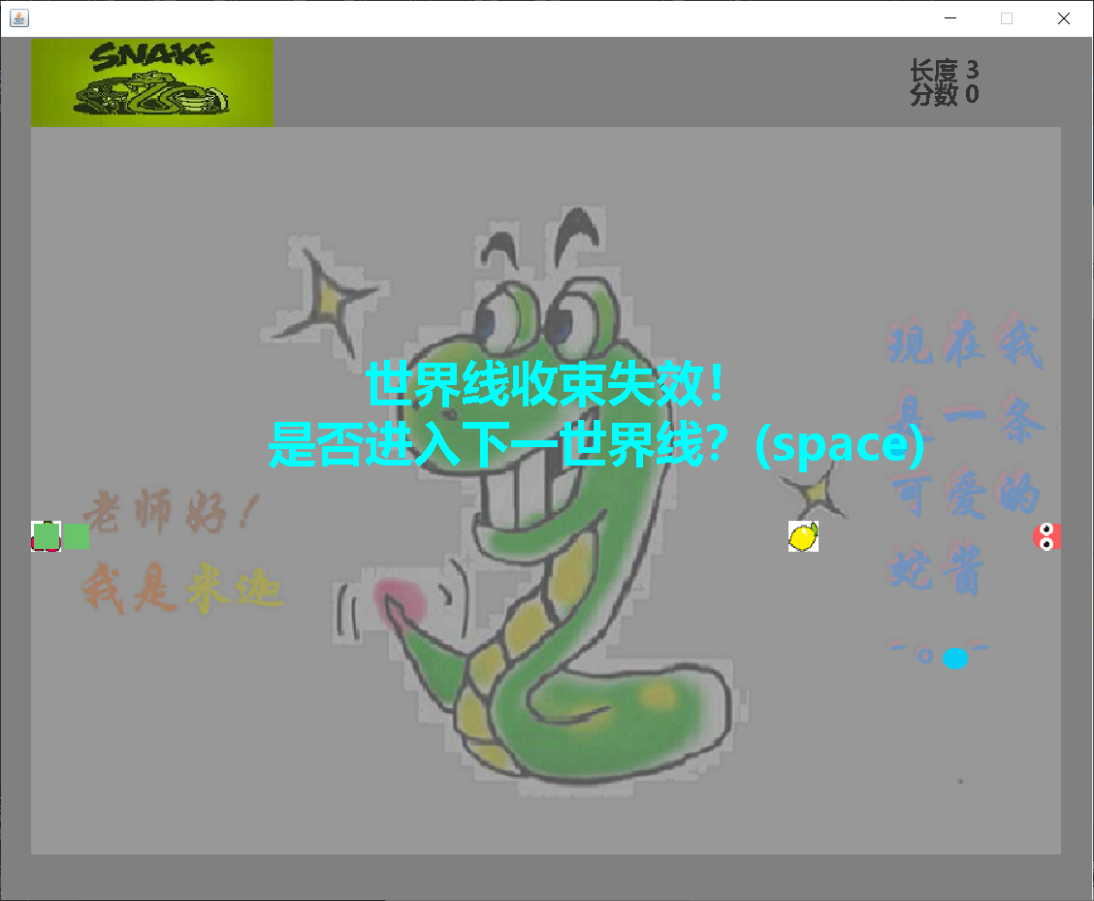 SNAKE
长度 3
分数 0
世界线收束失效！
是否进入下一世界线？(space)
老师好！
我是米迦
现在我
是一条
可爱的
蛇酱